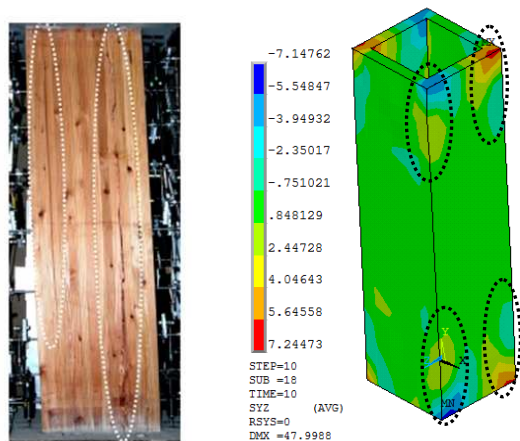 -7.14762
-5.54847
-3.94932
-2.35017
-.751021
.848129
2.44728
4.04643
5.64558
7.24473
STEP=10
SUB =18
TIME=10
SYZ (AVG)
RSYS=0
DMX =47.9988
MX
Y
X
MN